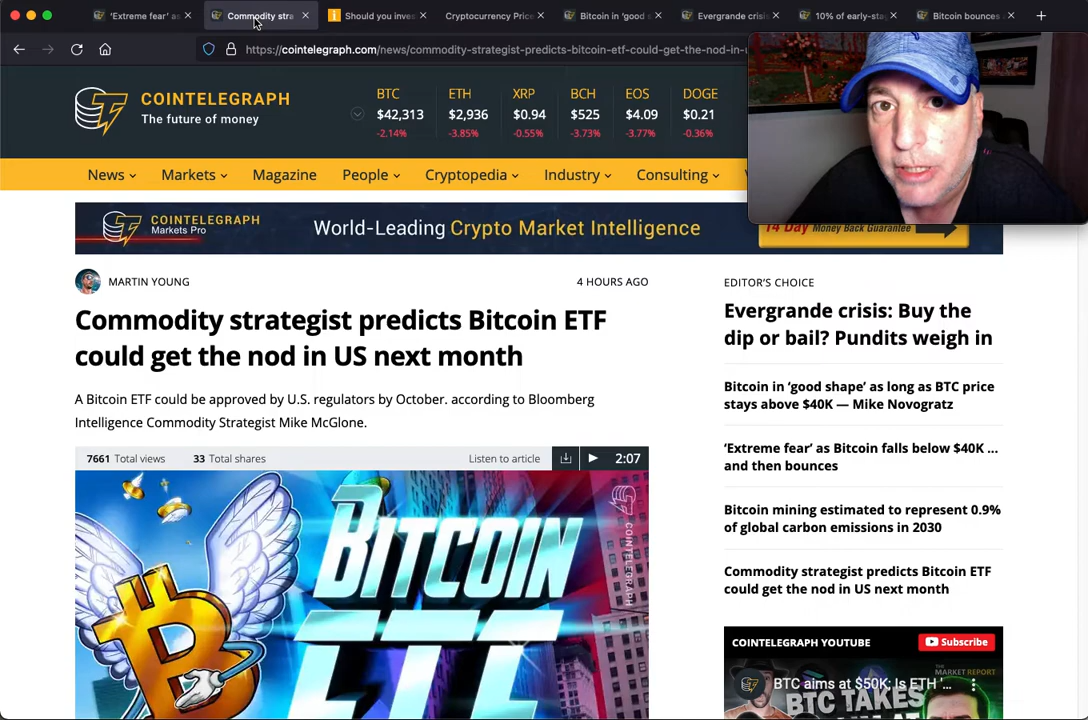 'Extreme fear' as
Commodity stra
Should you inves
Cryptocurrency Price
Bitcoin in 'good s
Evergrande crisis
10% of early-stag
Bitcoin bounces a
https://cointelegraph.com/news/commodity-strategist-predicts-bitcoin-etf-could-get-the-nod-in-u
COINTELEGRAPH
The future of money
BTC
$42,313
-2.14%
ETH
$2,936
-3.85%
XRP
$0.94
-0.55%
BCH
$525
-3.73%
EOS
$4.09
-3.77%
DOGE
$0.21
-0.36%
News
Markets
Magazine
People
Cryptopedia
Industry
Consulting
COINTELEGRAPH
Markets Pro
World-Leading Crypto Market Intelligence
14 Day Money Back Guarantee
MARTIN YOUNG
4 HOURS AGO
Commodity strategist predicts Bitcoin ETF
could get the nod in US next month
A Bitcoin ETF could be approved by U.S. regulators by October. according to Bloomberg
Intelligence Commodity Strategist Mike McGlone.
7661 Total views
33 Total shares
Listen to article
2:07
BITCOIN
ETF
COINTELEGRAPH
EDITOR'S CHOICE
Evergrande crisis: Buy the
dip or bail? Pundits weigh in
Bitcoin in 'good shape' as long as BTC price
stays above $40K — Mike Novogratz
'Extreme fear' as Bitcoin falls below $40K ...
and then bounces
Bitcoin mining estimated to represent 0.9%
of global carbon emissions in 2030
Commodity strategist predicts Bitcoin ETF
could get the nod in US next month
COINTELEGRAPH YOUTUBE
Subscribe
THE
MARKET REPORT
BTC aims at $50K; Is ETH '...
BTC TAKES